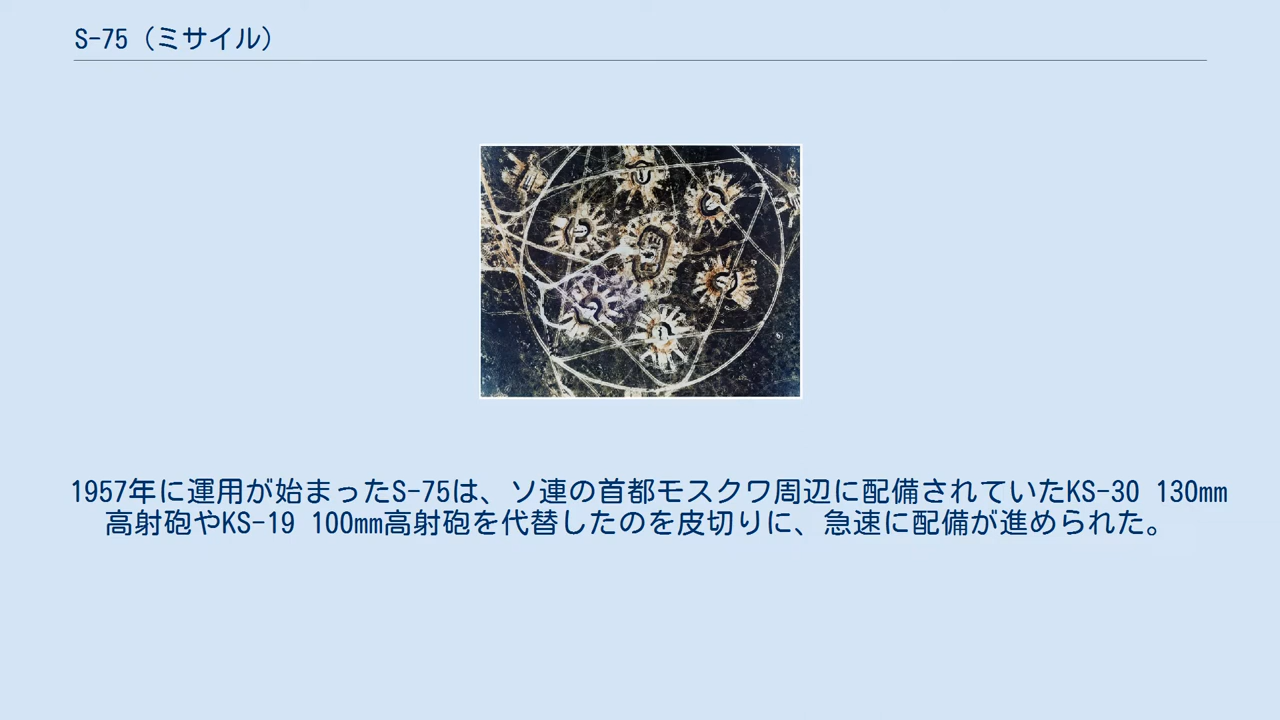 S-75（ミサイル）
1957年に運用が始まったS-75は、ソ連の首都モスクワ周辺に配備されていたKS-30 130mm
高射砲やKS-19 100mm高射砲を代替したのを皮切りに、急速に配備が進められた。